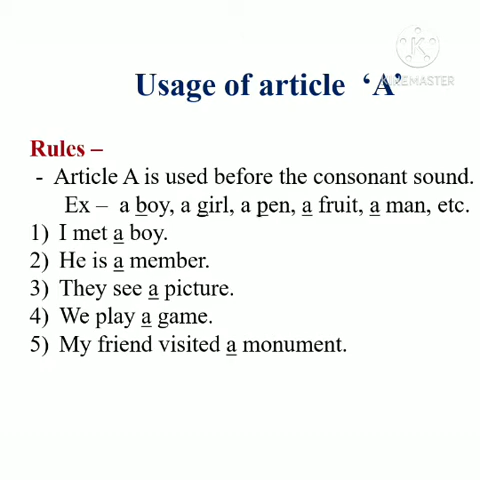 KINEMASTER
Usage of article ‘A’
Rules –
- Article A is used before the consonant sound.
Ex – a boy, a girl, a pen, a fruit, a man, etc.
1) I met a boy.
2) He is a member.
3) They see a picture.
4) We play a game.
5) My friend visited a monument.